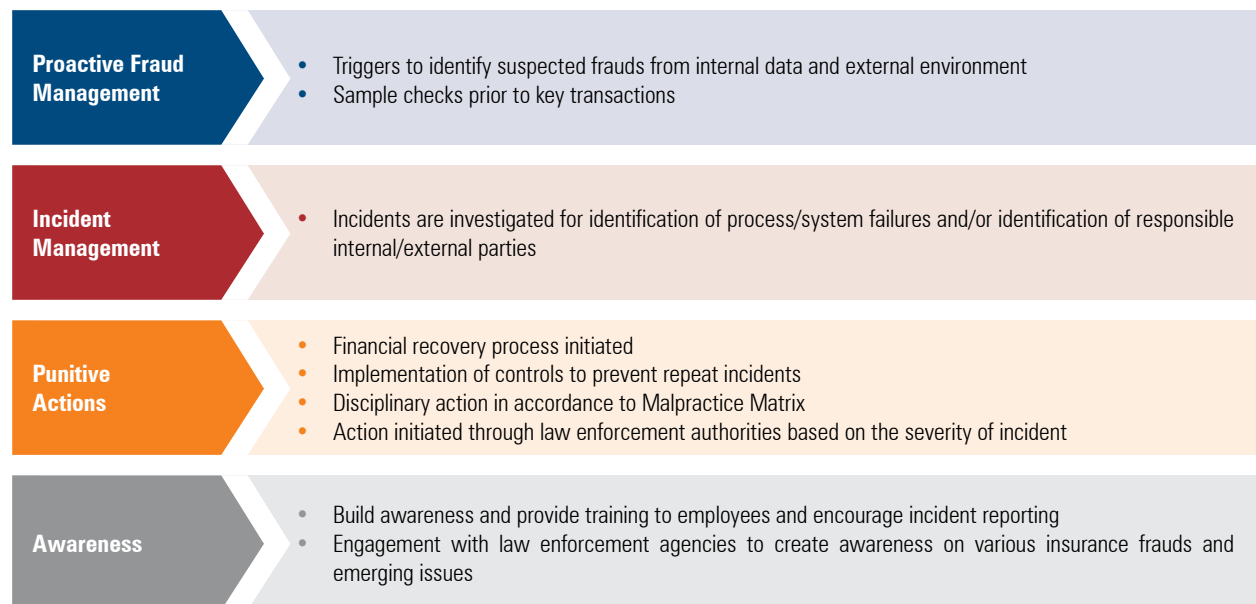 Proactive Fraud
Management
• Triggers to identify suspected frauds from internal data and external environment
• Sample checks prior to key transactions
Incident
Management
• Incidents are investigated for identification of process/system failures and/or identification of responsible
internal/external parties
Punitive
Actions
• Financial recovery process initiated
• Implementation of controls to prevent repeat incidents
• Disciplinary action in accordance to Malpractice Matrix
• Action initiated through law enforcement authorities based on the severity of incident
Awareness
• Build awareness and provide training to employees and encourage incident reporting
• Engagement with law enforcement agencies to create awareness on various insurance frauds and
emerging issues